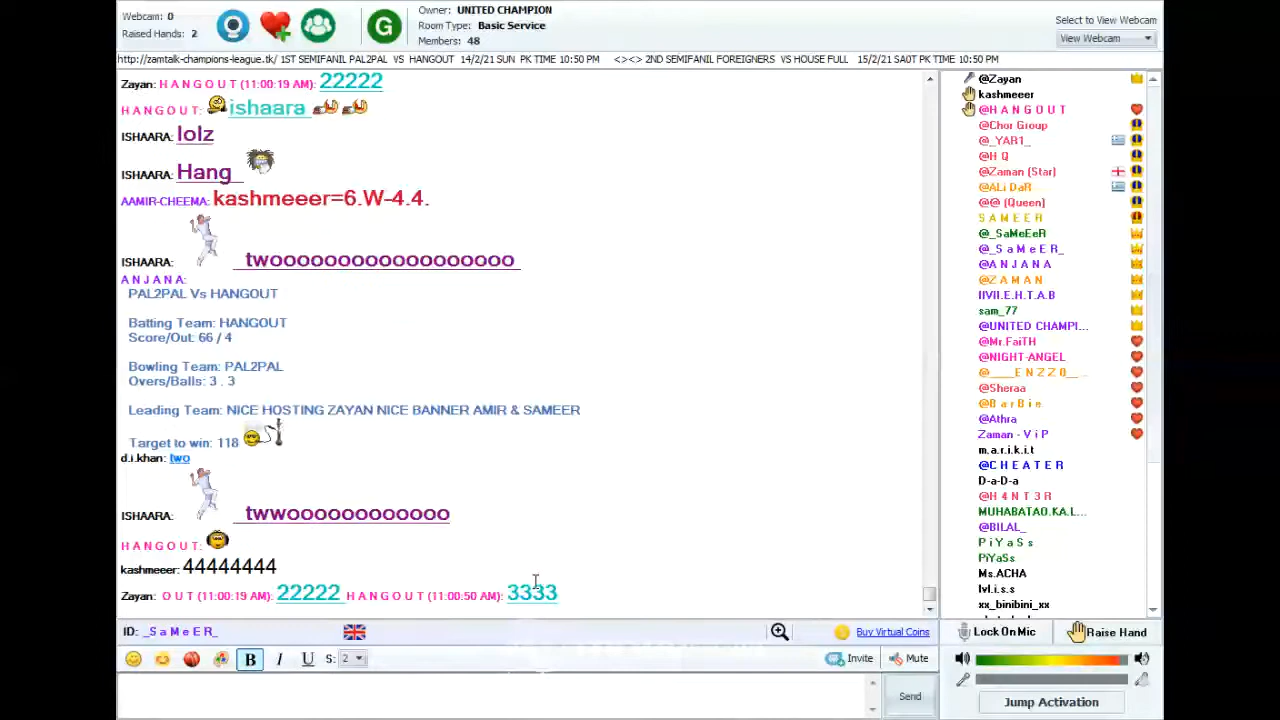 Webcam: 0
Raised Hands: 2
G
Owner: UNITED CHAMPION
Room Type: Basic Service
Members: 48
Select to View Webcam
View Webcam
http://zamtalk-champions-league.tk/ 1ST SEMIFANIL PAL2PAL VS HANGOUT 14/2/21 SUN PK TIME 10:50 PM <><> 2ND SEMIFANIL FOREIGNERS VS HOUSE FULL 15/2/21 SAOT PK TIME 10:50 PM
Zayan: H A N G O U T (11:00:19 AM): 22222
H A N G O U T: ishaara
ISHAARA: lolz
ISHAARA: Hang
AAMIR-CHEEMA: kashmeeer=6.W-4.4.
ISHAARA: twoooooooooooooooooo
A N J A N A:
PAL2PAL Vs HANGOUT
Batting Team: HANGOUT
Score/Out: 66 / 4
Bowling Team: PAL2PAL
Overs/Balls: 3 . 3
Leading Team: NICE HOSTING ZAYAN NICE BANNER AMIR & SAMEER
Target to win: 118
d.i.khan: two
ISHAARA: twwoooooooooooo
H A N G O U T:
kashmeeer: 44444444
Zayan: O U T (11:00:19 AM): 22222 H A N G O U T (11:00:50 AM): 3333
@Zayan
kashmeeer
@H A N G O U T
@Chor Group
@_YAR1_
@H Q
@Zaman (Star)
@ALi DaR
@@ (Queen)
S A M E E R
@_SaMeEeR
@_S a M e E R_
@A N J A N A
@Z A M A N
IIVII.E.H.T.A.B
sam_77
@UNITED CHAMPI...
@Mr.FaiTH
@NIGHT-ANGEL
@____E N Z Z O__...
@Sheraa
@B a r B i e
@Athra
Zaman - V i P
m.a.r.i.k.i.t
@C H E A T E R
D-a-D-a
@H 4 N T 3 R
MUHABATAO.KA.L...
@BILAL_
P i Y a S s
PiYaSs
Ms.ACHA
lvl.i.s.s
xx_binibini_xx
ID: _S a M e E R_
Buy Virtual Coins
Lock On Mic
Raise Hand
B I U S: 2
Invite
Mute
Send
Jump Activation